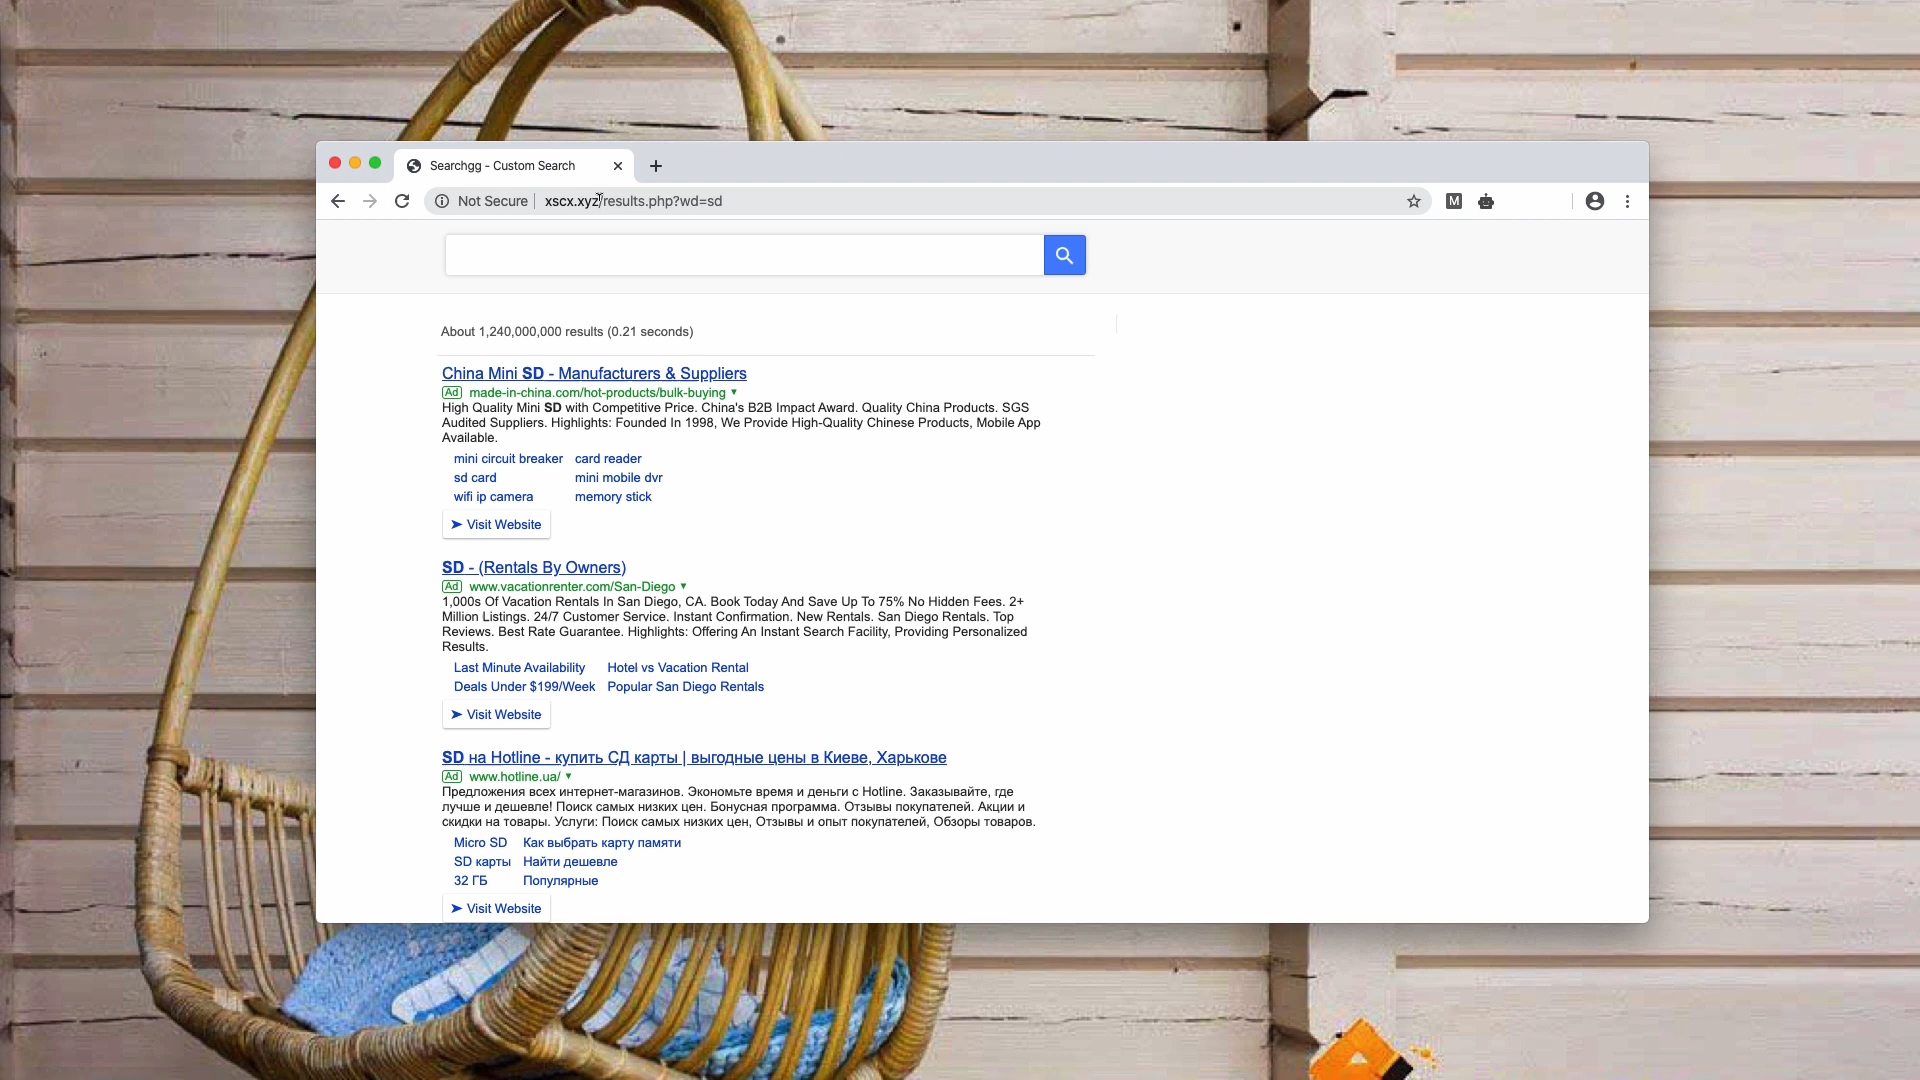 Searchgg - Custom Search
Not Secure
xscx.xyz/results.php?wd=sd
M
About 1,240,000,000 results (0.21 seconds)
China Mini SD - Manufacturers & Suppliers
Ad made-in-china.com/hot-products/bulk-buying
High Quality Mini SD with Competitive Price. China's B2B Impact Award. Quality China Products. SGS
Audited Suppliers. Highlights: Founded In 1998, We Provide High-Quality Chinese Products, Mobile App
Available.
mini circuit breaker card reader
sd card mini mobile dvr
wifi ip camera memory stick
➤ Visit Website
SD - (Rentals By Owners)
Ad www.vacationrenter.com/San-Diego
1,000s Of Vacation Rentals In San Diego, CA. Book Today And Save Up To 75% No Hidden Fees. 2+
Million Listings. 24/7 Customer Service. Instant Confirmation. New Rentals. San Diego Rentals. Top
Reviews. Best Rate Guarantee. Highlights: Offering An Instant Search Facility, Providing Personalized
Results.
Last Minute Availability Hotel vs Vacation Rental
Deals Under $199/Week Popular San Diego Rentals
➤ Visit Website
SD на Hotline - купить СД карты | выгодные цены в Киеве, Харькове
Ad www.hotline.ua/
Предложения всех интернет-магазинов. Экономьте время и деньги с Hotline. Заказывайте, где
лучше и дешевле! Поиск самых низких цен. Бонусная программа. Отзывы покупателей. Акции и
скидки на товары. Услуги: Поиск самых низких цен, Отзывы и опыт покупателей, Обзоры товаров.
Micro SD Как выбрать карту памяти
SD карты Найти дешевле
32 ГБ Популярные
➤ Visit Website